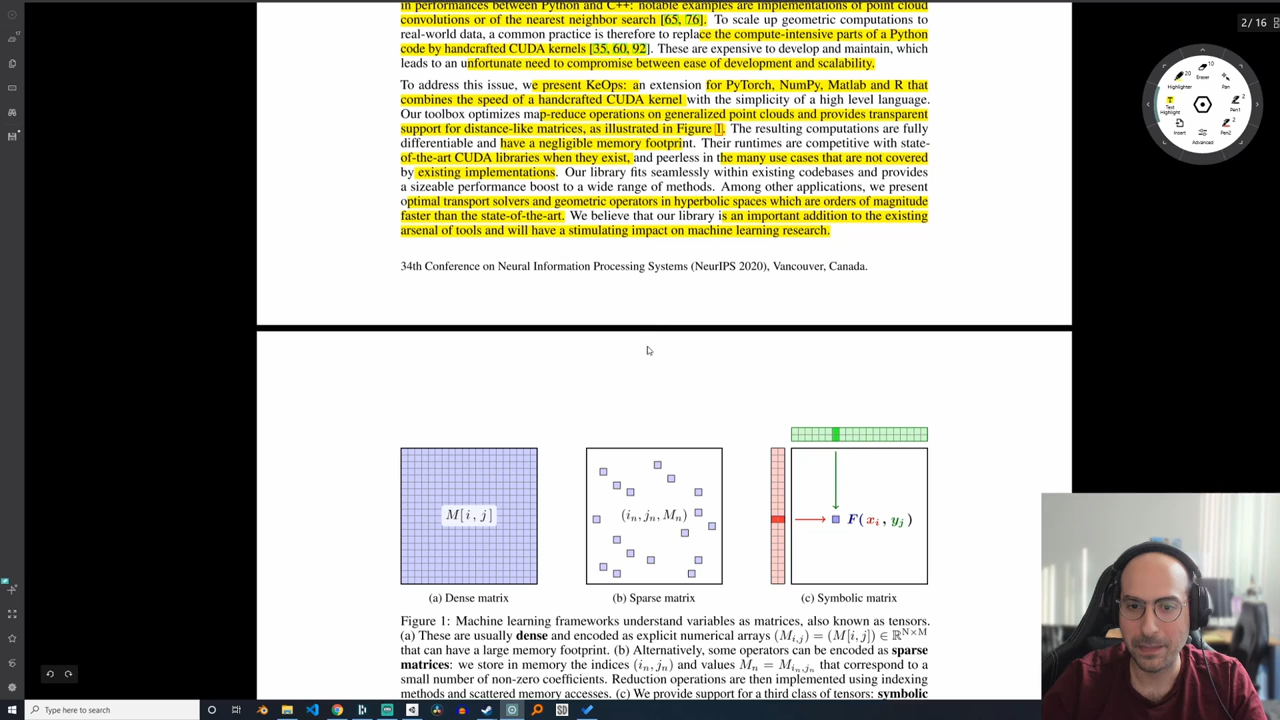 in performances between Python and C++: notable examples are implementations of point cloud
convolutions or of the nearest neighbor search [65, 76]. To scale up geometric computations to
real-world data, a common practice is therefore to replace the compute-intensive parts of a Python
code by handcrafted CUDA kernels [35, 60, 92]. These are expensive to develop and maintain, which
leads to an unfortunate need to compromise between ease of development and scalability.
To address this issue, we present KeOps: an extension for PyTorch, NumPy, Matlab and R that
combines the speed of a handcrafted CUDA kernel with the simplicity of a high level language.
Our toolbox optimizes map-reduce operations on generalized point clouds and provides transparent
support for distance-like matrices, as illustrated in Figure 1. The resulting computations are fully
differentiable and have a negligible memory footprint. Their runtimes are competitive with state-
of-the-art CUDA libraries when they exist, and peerless in the many use cases that are not covered
by existing implementations. Our library fits seamlessly within existing codebases and provides
a sizeable performance boost to a wide range of methods. Among other applications, we present
optimal transport solvers and geometric operators in hyperbolic spaces which are orders of magnitude
faster than the state-of-the-art. We believe that our library is an important addition to the existing
arsenal of tools and will have a stimulating impact on machine learning research.
34th Conference on Neural Information Processing Systems (NeurIPS 2020), Vancouver, Canada.
M[i, j]
(iₙ, jₙ, Mₙ)
F(xᵢ, yⱼ)
(a) Dense matrix
(b) Sparse matrix
(c) Symbolic matrix
Figure 1: Machine learning frameworks understand variables as matrices, also known as tensors.
(a) These are usually dense and encoded as explicit numerical arrays (Mᵢ,ⱼ) = (M[i, j]) ∈ ℝᴺˣᴹ
that can have a large memory footprint. (b) Alternatively, some operators can be encoded as sparse
matrices: we store in memory the indices (iₙ, jₙ) and values Mₙ = M_{iₙ,jₙ} that correspond to a
small number of non-zero coefficients. Reduction operations are then implemented using indexing
methods and scattered memory accesses. (c) We provide support for a third class of tensors: symbolic
2 / 16
10
Eraser
20
Highlighter
Pan
Text
Highlight
2
Pen1
Insert
2
Pen2
Advanced
Type here to search
SD